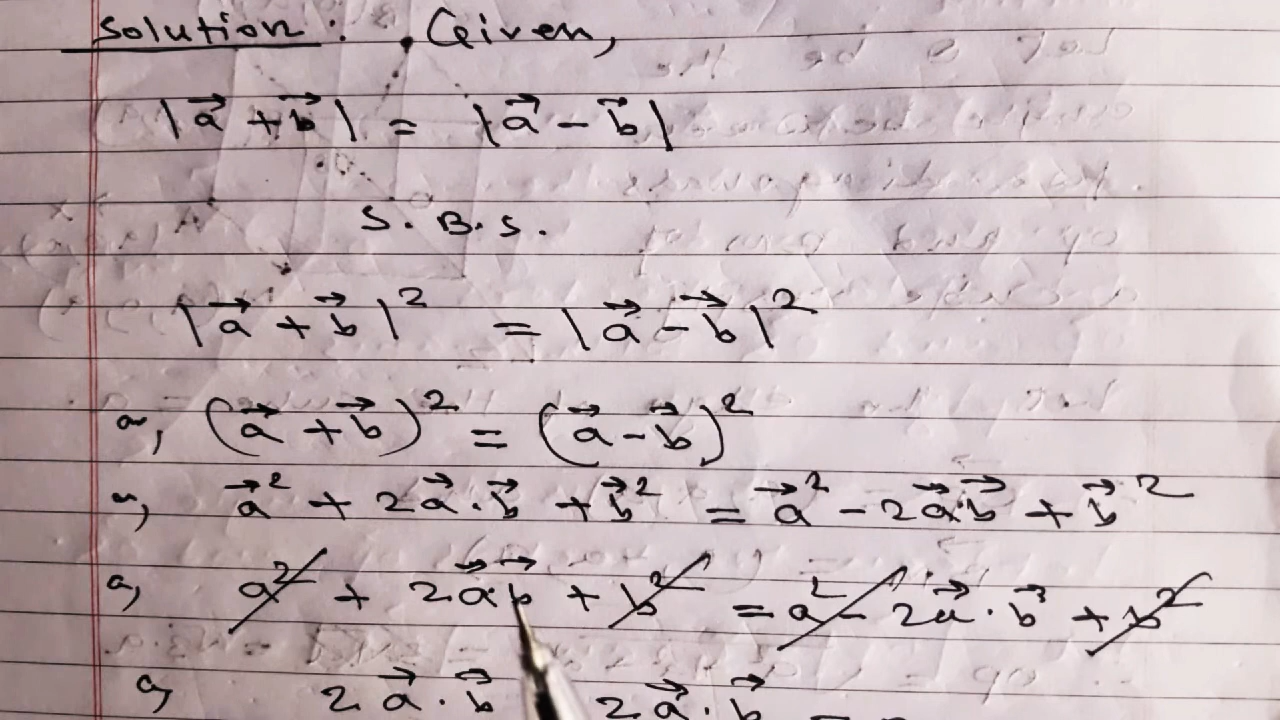 Solution: Given,
|a⃗ + b⃗| = |a⃗ - b⃗|
S.B.S.
|a⃗ + b⃗|² = |a⃗ - b⃗|²
or, (a⃗ + b⃗)² = (a⃗ - b⃗)²
or, a⃗² + 2a⃗.b⃗ + b⃗² = a⃗² - 2a⃗.b⃗ + b⃗²
or, a² + 2a⃗b⃗ + b² = a² - 2a⃗.b⃗ + b²
or, 2a⃗.b⃗ 2a⃗.b⃗ =